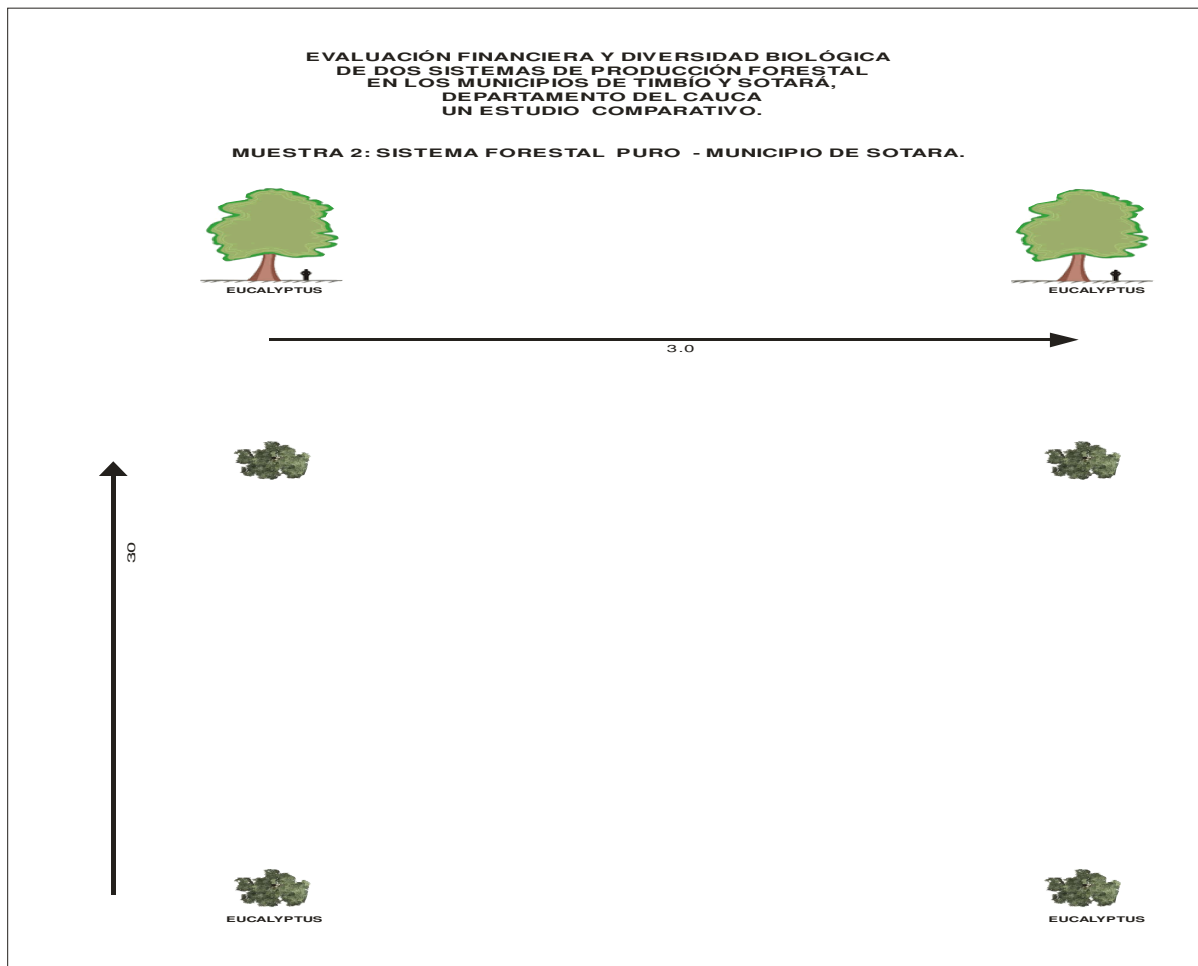 EVALUACIÓN FINANCIERA Y DIVERSIDAD BIOLÓGICA
DE DOS SISTEMAS DE PRODUCCIÓN FORESTAL
EN LOS MUNICIPIOS DE TIMBÍO Y SOTARÁ,
DEPARTAMENTO DEL CAUCA
UN ESTUDIO COMPARATIVO.
MUESTRA 2: SISTEMA FORESTAL PURO - MUNICIPIO DE SOTARA.
EUCALYPTUS
EUCALYPTUS
3.0
30
EUCALYPTUS
EUCALYPTUS